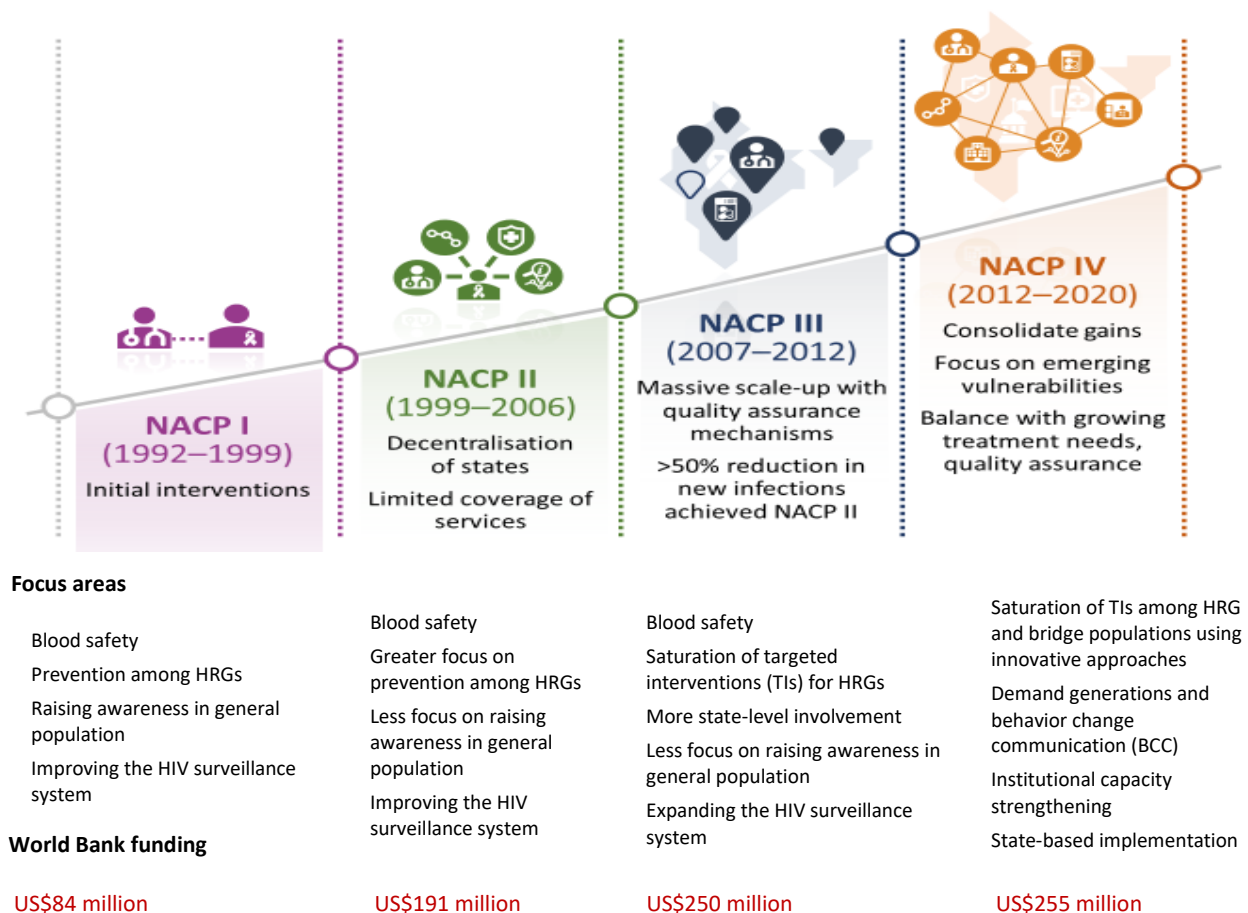 NACP I
(1992–1999)
Initial interventions
NACP II
(1999–2006)
Decentralisation
of states
Limited coverage of
services
NACP III
(2007–2012)
Massive scale-up with
quality assurance
mechanisms
>50% reduction in
new infections
achieved NACP II
NACP IV
(2012–2020)
Consolidate gains
Focus on emerging
vulnerabilities
Balance with growing
treatment needs,
quality assurance
Focus areas
Blood safety
Prevention among HRGs
Raising awareness in general
population
Improving the HIV surveillance
system
Blood safety
Greater focus on
prevention among HRGs
Less focus on raising
awareness in general
population
Improving the HIV
surveillance system
Blood safety
Saturation of targeted
interventions (TIs) for HRGs
More state-level involvement
Less focus on raising awareness in
general population
Expanding the HIV surveillance
system
Saturation of TIs among HRG
and bridge populations using
innovative approaches
Demand generations and
behavior change
communication (BCC)
Institutional capacity
strengthening
State-based implementation
World Bank funding
US$84 million
US$191 million
US$250 million
US$255 million